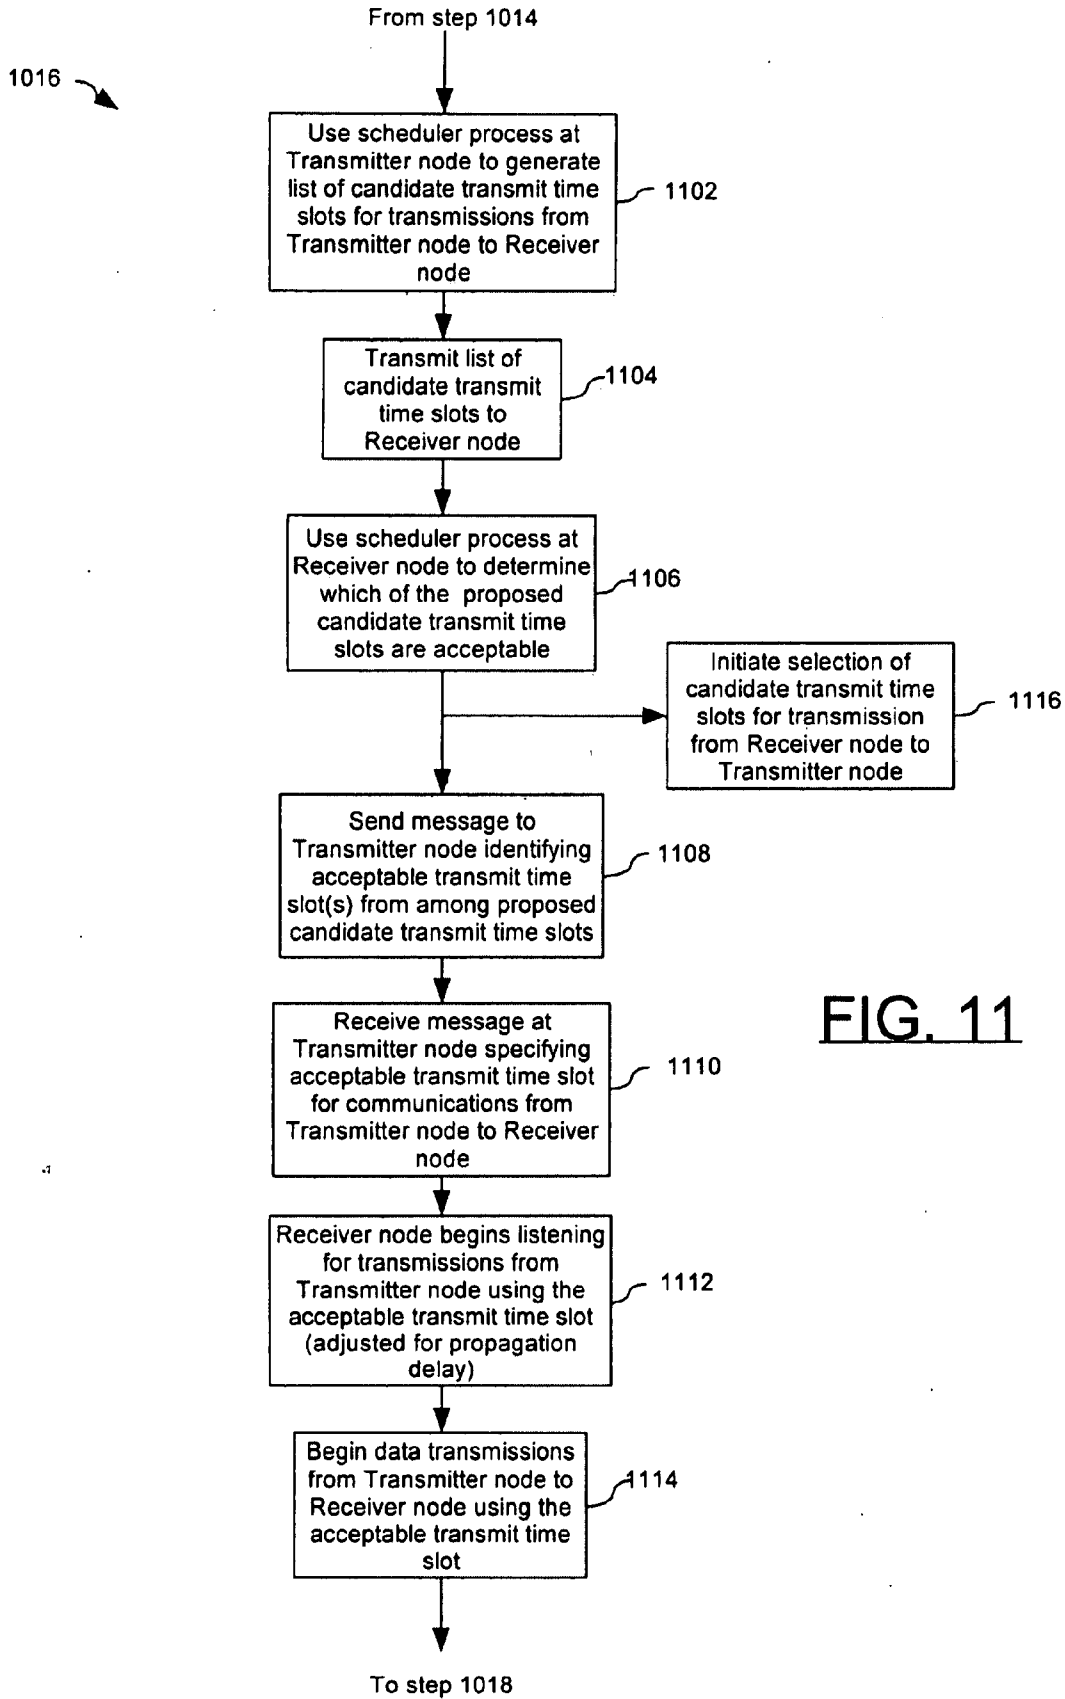 From step 1014
1016
Use scheduler process at
Transmitter node to generate
list of candidate transmit time
slots for transmissions from
Transmitter node to Receiver
node
1102
Transmit list of
candidate transmit
time slots to
Receiver node
1104
Use scheduler process at
Receiver node to determine
which of the proposed
candidate transmit time
slots are acceptable
1106
Initiate selection of
candidate transmit time
slots for transmission
from Receiver node to
Transmitter node
1116
Send message to
Transmitter node identifying
acceptable transmit time
slot(s) from among proposed
candidate transmit time slots
1108
Receive message at
Transmitter node specifying
acceptable transmit time slot
for communications from
Transmitter node to Receiver
node
1110
FIG. 11
Receiver node begins listening
for transmissions from
Transmitter node using the
acceptable transmit time slot
(adjusted for propagation
delay)
1112
Begin data transmissions
from Transmitter node to
Receiver node using the
acceptable transmit time
slot
1114
To step 1018